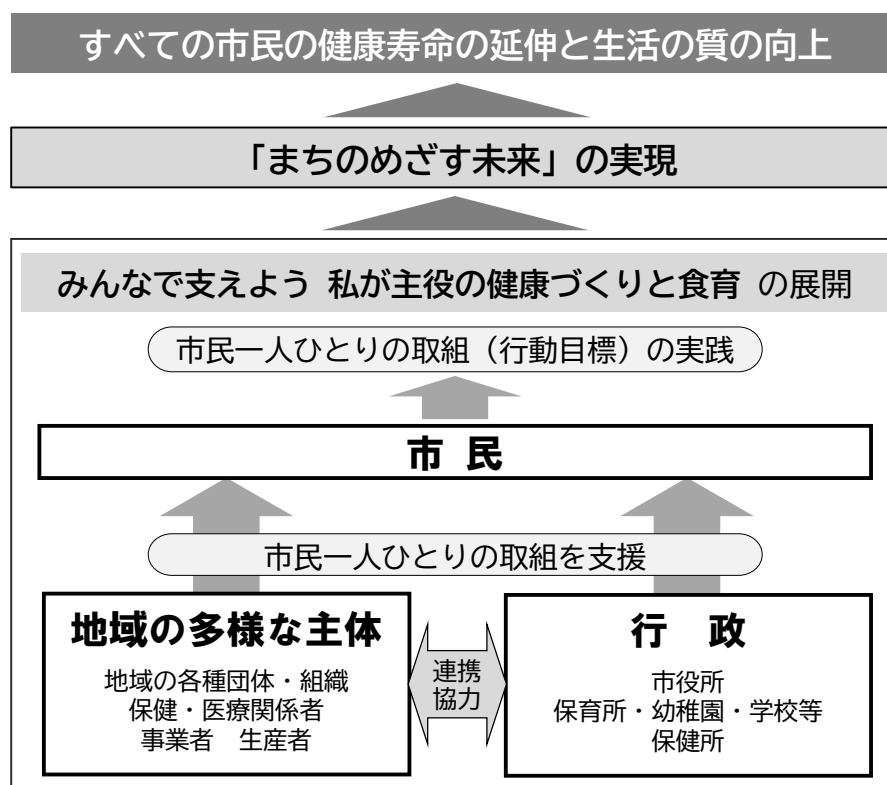 すべての市民の健康寿命の延伸と生活の質の向上
「まちのめざす未来」の実現
みんなで支えよう 私が主役の健康づくりと食育 の展開
市民一人ひとりの取組（行動目標）の実践
市 民
市民一人ひとりの取組を支援
地域の多様な主体
地域の各種団体・組織
保健・医療関係者
事業者　生産者
連携
協力
行　政
市役所
保育所・幼稚園・学校等
保健所